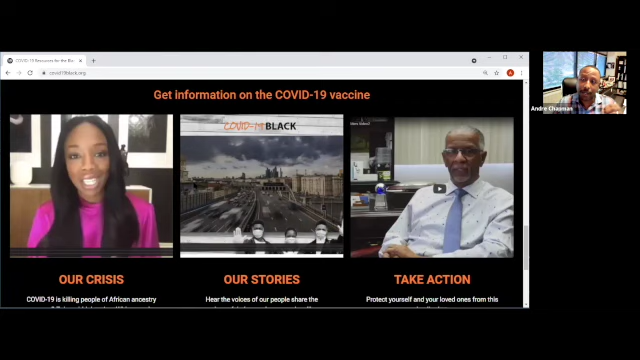 COVID-19 Resources for the Bla
covid19black.org
Get information on the COVID-19 vaccine
COVID-19 BLACK
Andre Chapman
OUR CRISIS
OUR STORIES
TAKE ACTION
COVID-19 is killing people of African ancestry
Hear the voices of our people share the
Protect yourself and your loved ones from this